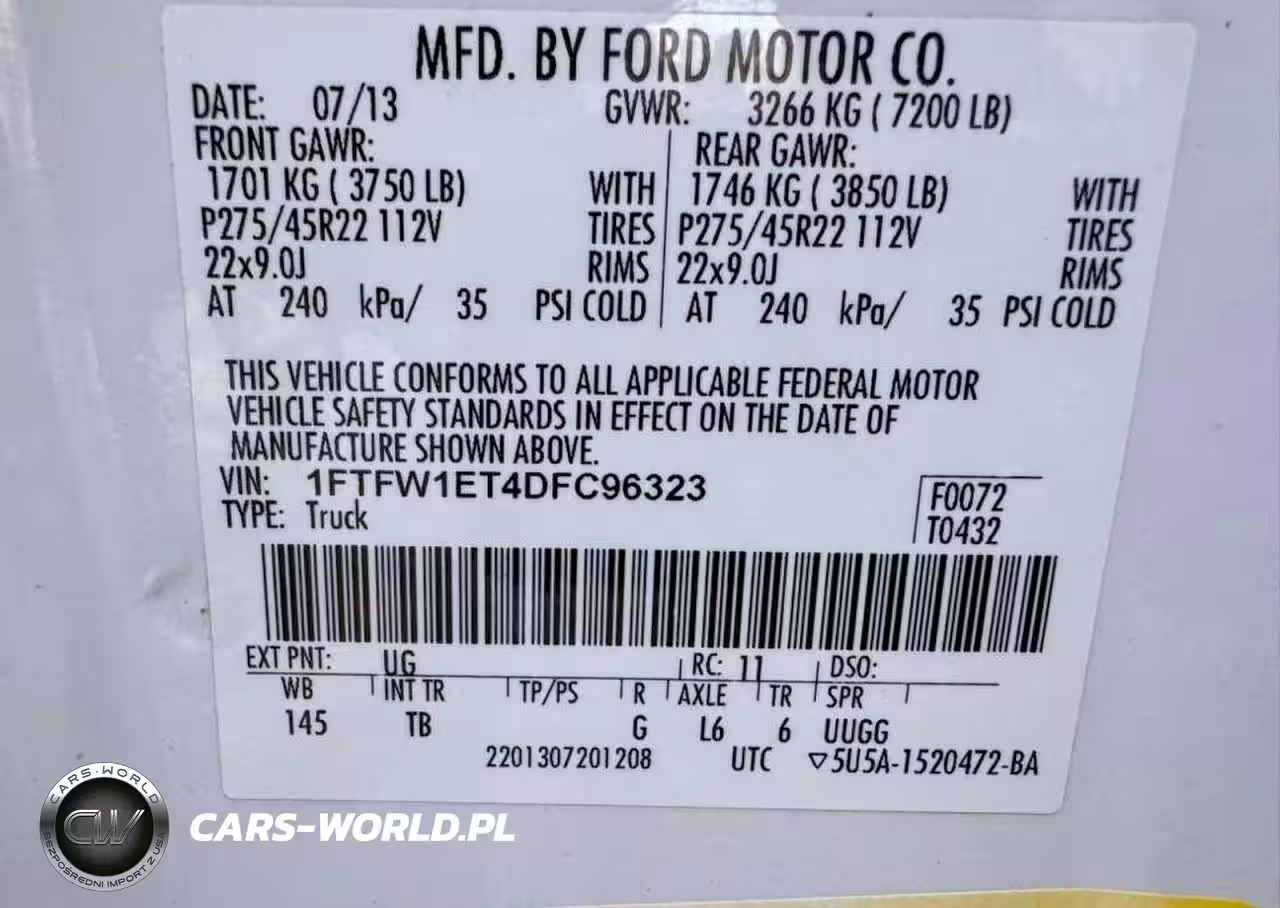 MFD. BY FORD MOTOR CO.
DATE: 07/13 GVWR: 3266 KG ( 7200 LB)
FRONT GAWR: REAR GAWR:
1701 KG ( 3750 LB) WITH 1746 KG ( 3850 LB) WITH
P275/45R22 112V TIRES P275/45R22 112V TIRES
22x9.0J RIMS 22x9.0J RIMS
AT 240 kPa/ 35 PSI COLD AT 240 kPa/ 35 PSI COLD
THIS VEHICLE CONFORMS TO ALL APPLICABLE FEDERAL MOTOR
VEHICLE SAFETY STANDARDS IN EFFECT ON THE DATE OF
MANUFACTURE SHOWN ABOVE.
VIN: 1FTFW1ET4DFC96323
TYPE: Truck
F0072
T0432
EXT PNT: UG RC: 11 DSO:
WB INT TR TP/PS R AXLE TR SPR
145 TB G L6 6 UUGG
2201307201208 UTC ▽5U5A-1520472-BA
CARS-WORLD
CW
BEZPOŚREDNI IMPORT Z USA
CARS-WORLD.PL